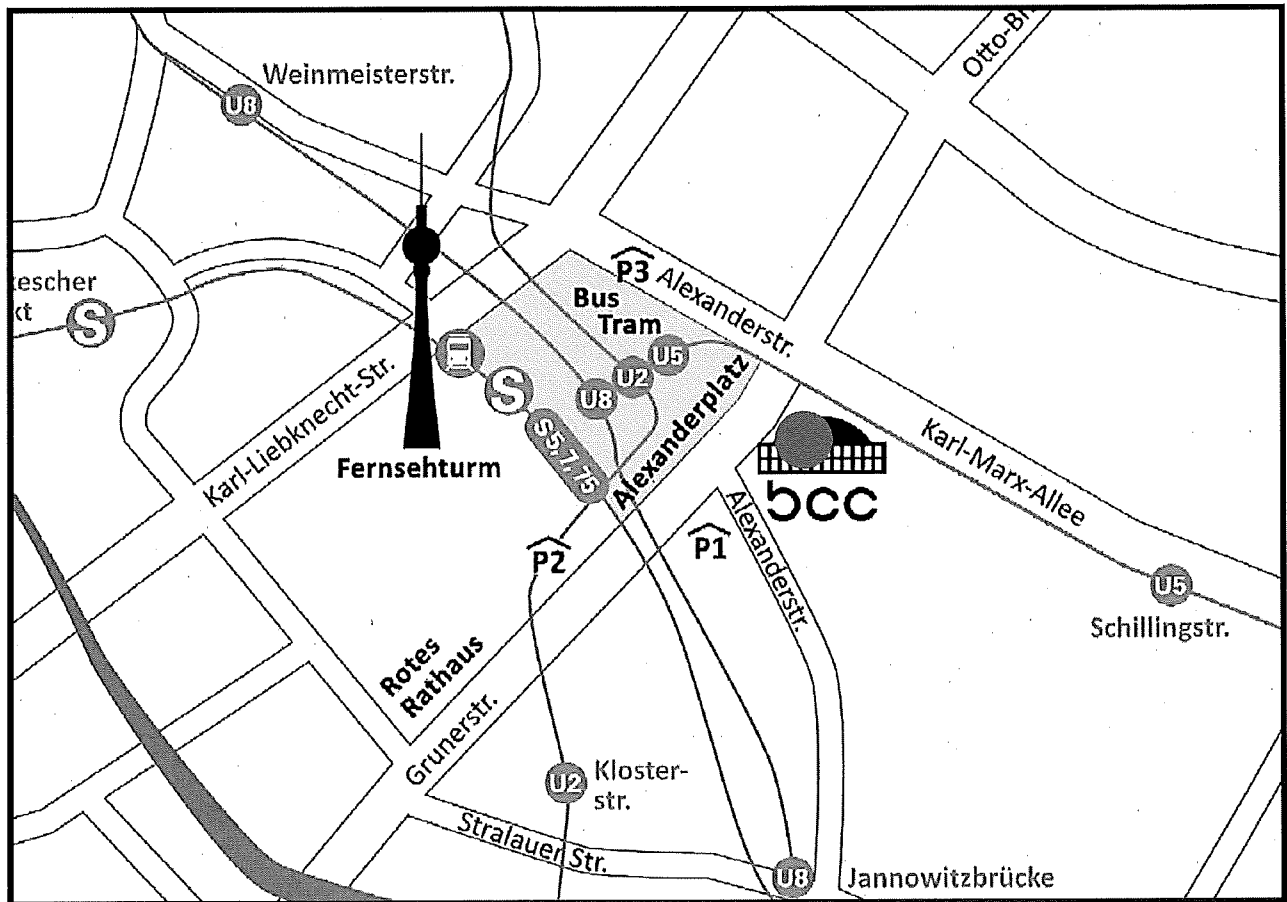 Otto-Br
Weinmeisterstr.
U8
P3 Alexanderstr.
Bus
Tram
escher
kt
S
U5
U2
U8
S
S5,7,75
Alexanderplatz
Karl-Liebknecht-Str.
Fernsehturm
bcc
Karl-Marx-Allee
Alexanderstr.
P1
P2
U5
Schillingstr.
Rotes
Rathaus
Grunerstr.
U2
Kloster-
str.
Stralauer Str.
U8
Jannowitzbrücke